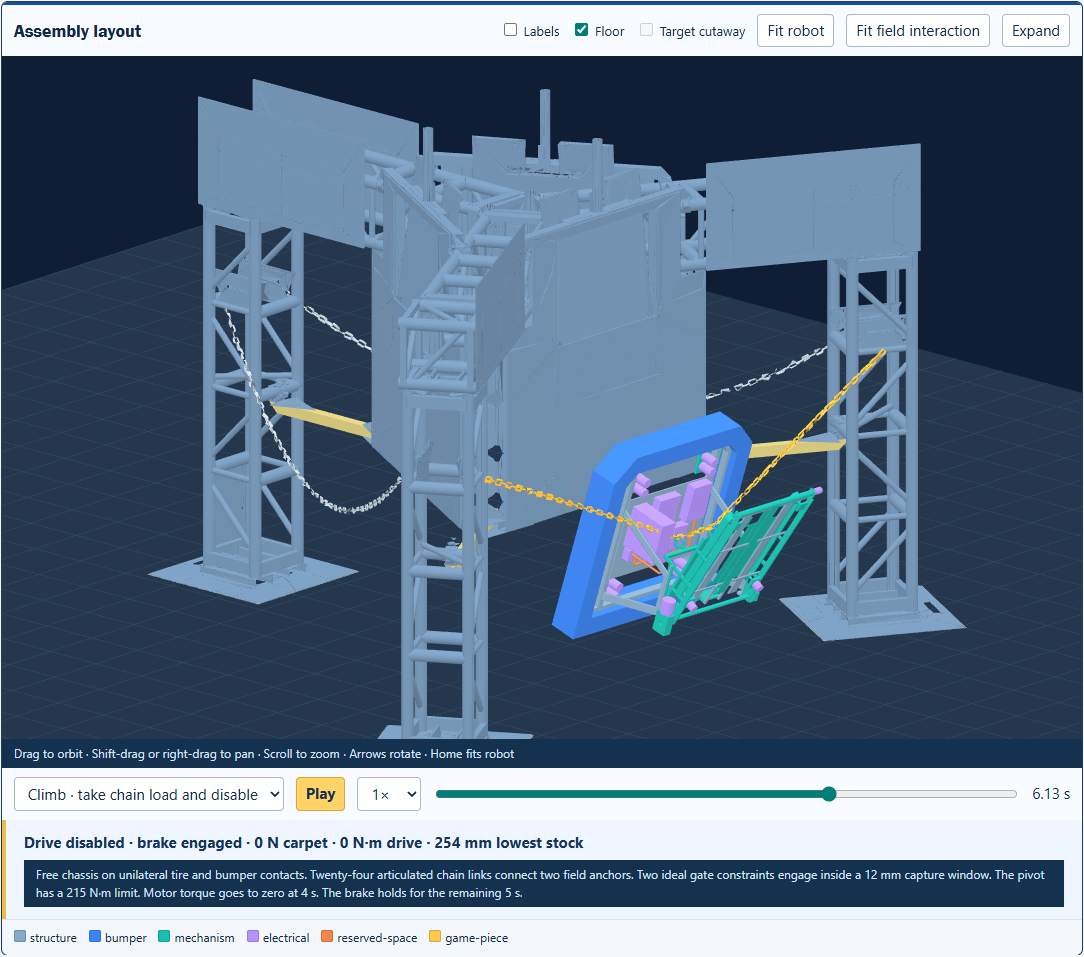 Assembly layout
Labels
Floor
Target cutaway
Fit robot
Fit field interaction
Expand
Drag to orbit · Shift-drag or right-drag to pan · Scroll to zoom · Arrows rotate · Home fits robot
Climb · take chain load and disable
Play
1×
6.13 s
Drive disabled · brake engaged · 0 N carpet · 0 N·m drive · 254 mm lowest stock
Free chassis on unilateral tire and bumper contacts. Twenty-four articulated chain links connect two field anchors. Two ideal gate constraints engage inside a 12 mm capture window. The pivot
has a 215 N·m limit. Motor torque goes to zero at 4 s. The brake holds for the remaining 5 s.
structure
bumper
mechanism
electrical
reserved-space
game-piece